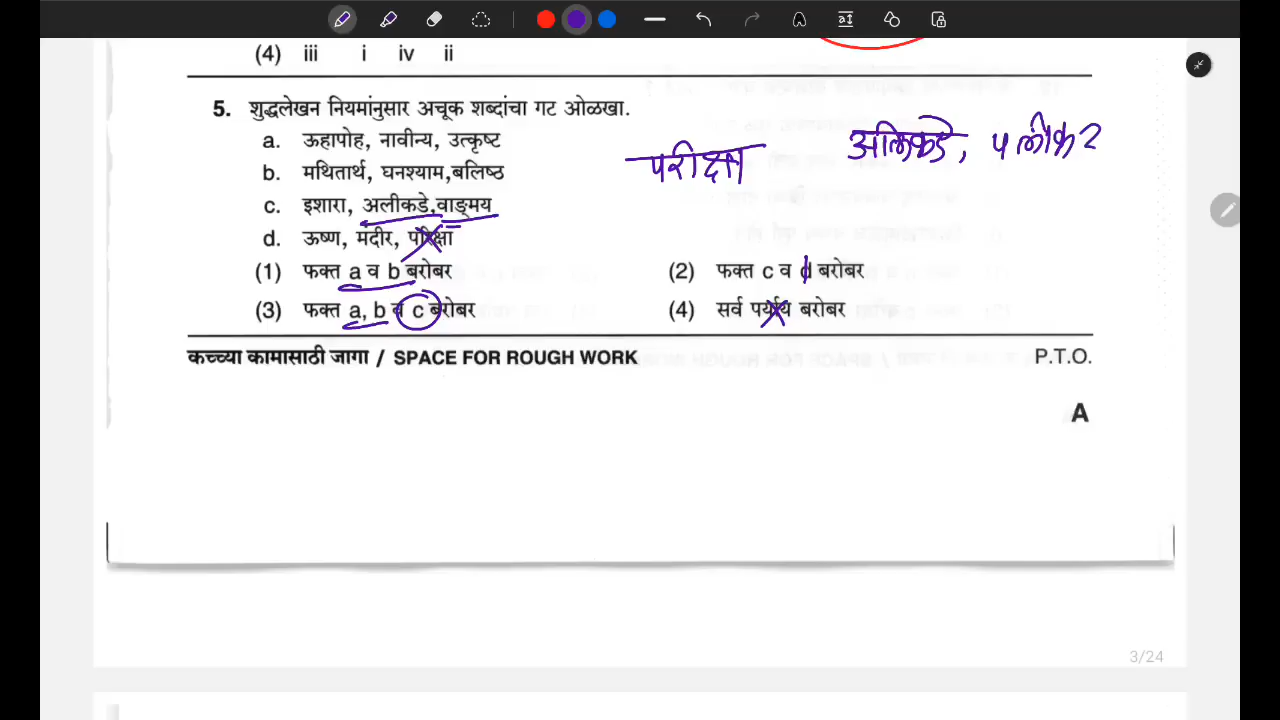 (4) iii i iv ii
5. शुद्धलेखन नियमांनुसार अचूक शब्दांचा गट ओळखा.
a. ऊहापोह, नावीन्य, उत्कृष्ट
b. मथितार्थ, घनश्याम,बलिष्ठ
c. इशारा, अलीकडे,वाङ्मय
d. ऊष्ण, मंदीर, परिक्षा
परीक्षा
अलिकडे,
(1) फक्त a व b बरोबर
(2) फक्त c व d बरोबर
(3) फक्त a, b व c बरोबर
(4) सर्व पर्याय बरोबर
कच्च्या कामासाठी जागा / SPACE FOR ROUGH WORK
P.T.O.
A
3/24